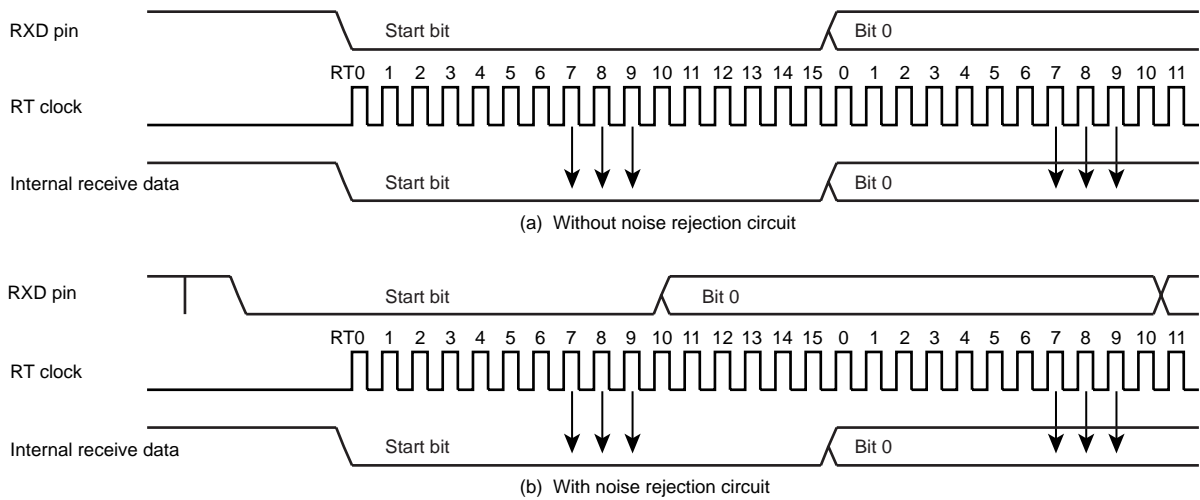 RXD pin Start bit Bit 0
RT0 1 2 3 4 5 6 7 8 9 10 11 12 13 14 15 0 1 2 3 4 5 6 7 8 9 10 11
RT clock
Internal receive data Start bit Bit 0
(a) Without noise rejection circuit
RXD pin Start bit Bit 0
RT0 1 2 3 4 5 6 7 8 9 10 11 12 13 14 15 0 1 2 3 4 5 6 7 8 9 10 11
RT clock
Internal receive data Start bit Bit 0
(b) With noise rejection circuit